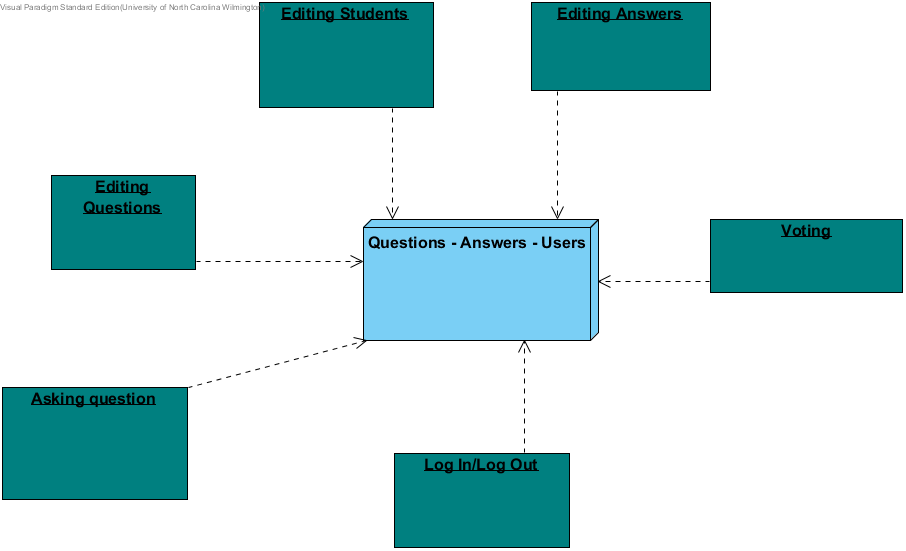 Visual Paradigm Standard Edition(University of North Carolina Wilmington
Editing Students
Editing Answers
Editing
Questions
Questions - Answers - Users
Voting
Asking question
Log In/Log Out